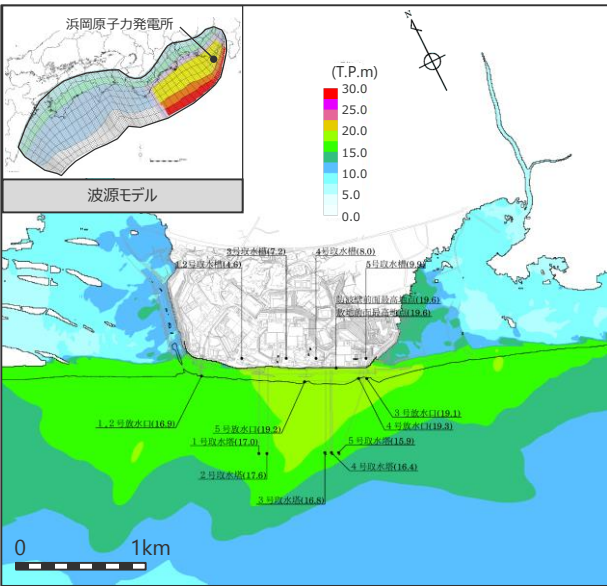 浜岡原子力発電所
波源モデル
N
(T.P.m)
30.0
25.0
20.0
15.0
10.0
5.0
0.0
3号取水槽(7.2)
4号取水槽(8.0)
1,2号取水槽(4.6)
5号取水槽(9.9)
防波壁前面最高地点(19.6)
敷地前面最高地点(19.6)
1,2号放水口(16.9)
5号放水口(19.2)
3号放水口(19.1)
4号放水口(19.3)
1号取水塔(17.0)
5号取水塔(15.9)
2号取水塔(17.6)
4号取水塔(16.4)
3号取水塔(16.8)
0 1km